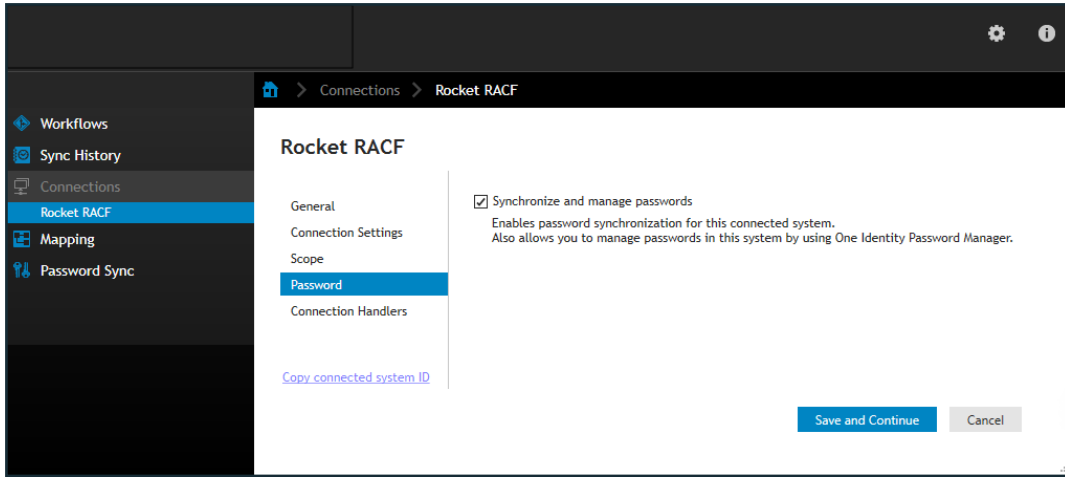 Connections > Rocket RACF
Workflows
Sync History
Connections
Rocket RACF
Mapping
Password Sync
Rocket RACF
General
Connection Settings
Scope
Password
Connection Handlers
Copy connected system ID
Synchronize and manage passwords
Enables password synchronization for this connected system.
Also allows you to manage passwords in this system by using One Identity Password Manager.
Save and Continue
Cancel